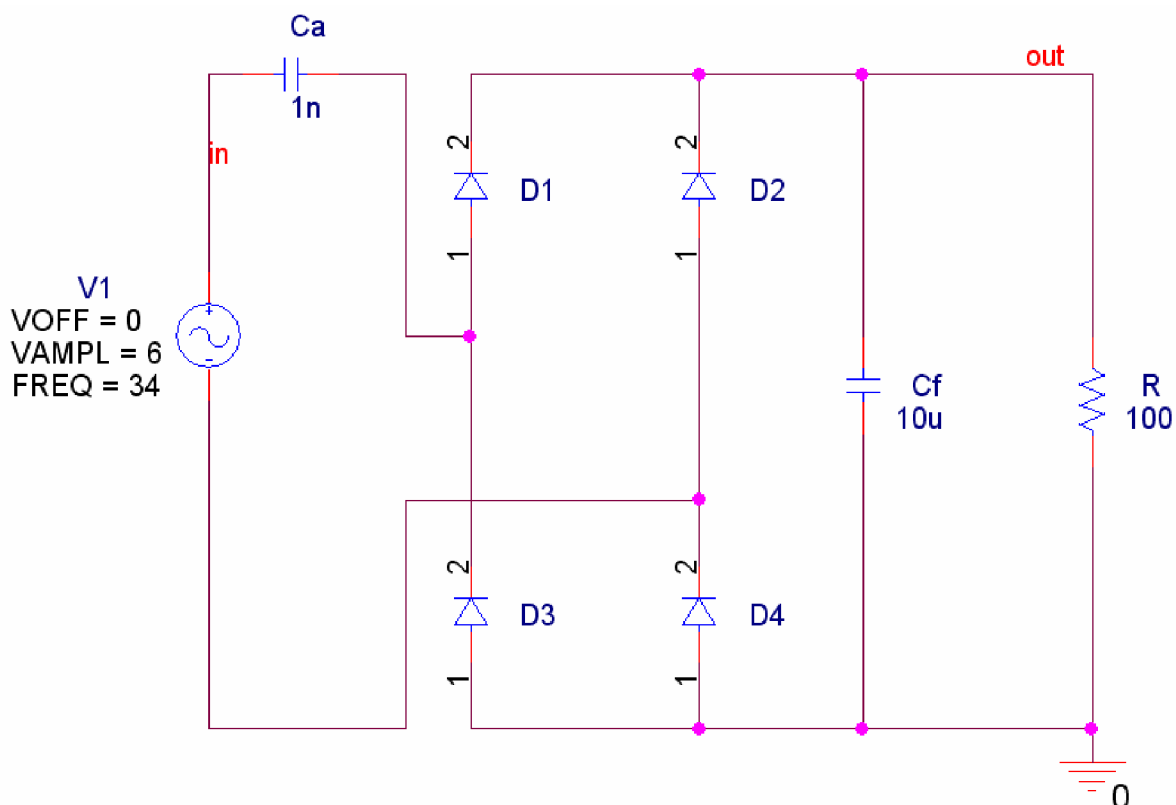 Ca
1n
out
in
2
2
D1
D2
1
1
V1
VOFF = 0
VAMPL = 6
FREQ = 34
Cf
10u
R
100
2
2
D3
D4
1
1
0